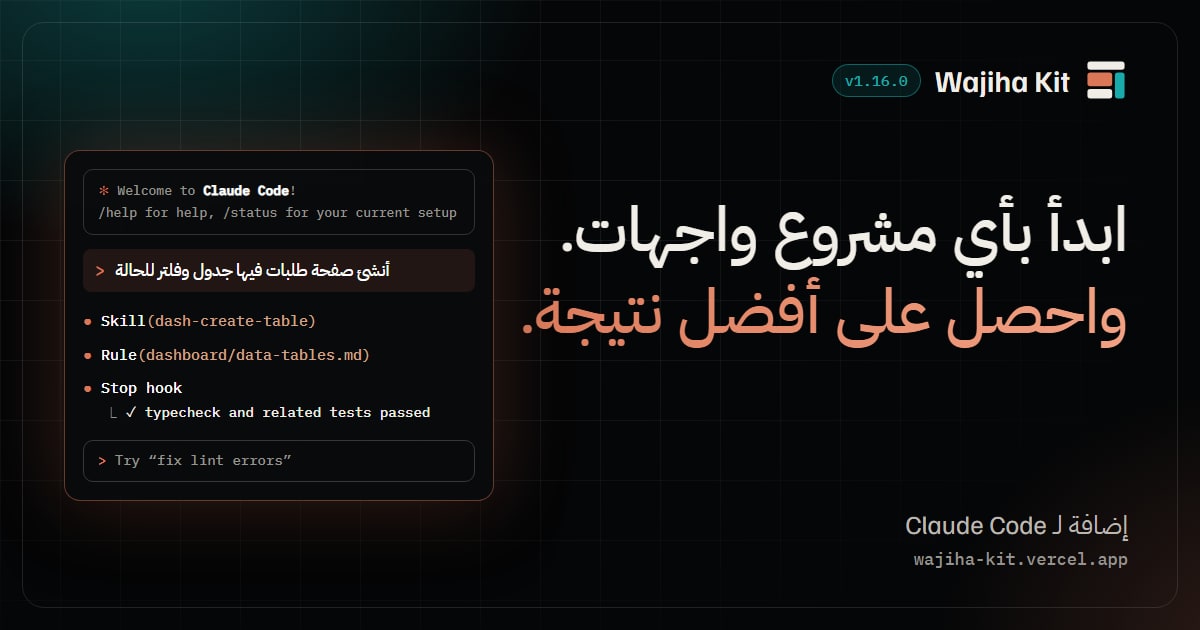 Wajiha Kit
v1.16.0
ابدأ بأي مشروع واجهات.
واحصل على أفضل نتيجة.
✻ Welcome to Claude Code!
/help for help, /status for your current setup
> أنشئ صفحة طلبات فيها جدول وفلتر للحالة
● Skill(dash-create-table)
● Rule(dashboard/data-tables.md)
● Stop hook
└ ✓ typecheck and related tests passed
> Try “fix lint errors”
إضافة لـ Claude Code
wajiha-kit.vercel.app